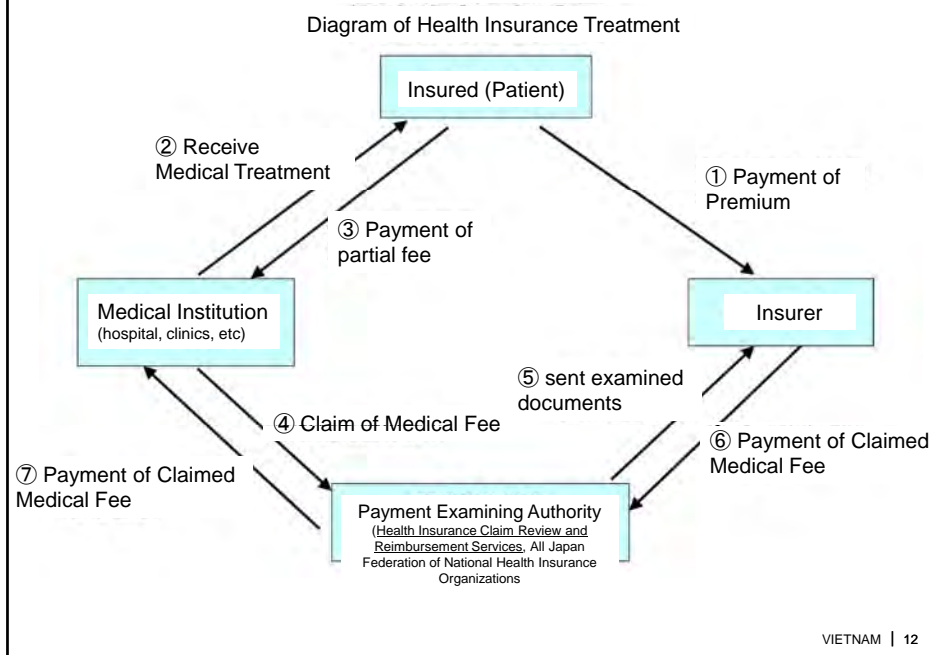 Diagram of Health Insurance Treatment
Insured (Patient)
② Receive
Medical Treatment
① Payment of
Premium
③ Payment of
partial fee
Medical Institution
(hospital, clinics, etc)
Insurer
⑤ sent examined
documents
④ Claim of Medical Fee
⑥ Payment of Claimed
Medical Fee
⑦ Payment of Claimed
Medical Fee
Payment Examining Authority
(Health Insurance Claim Review and
Reimbursement Services, All Japan
Federation of National Health Insurance
Organizations
VIETNAM | 12